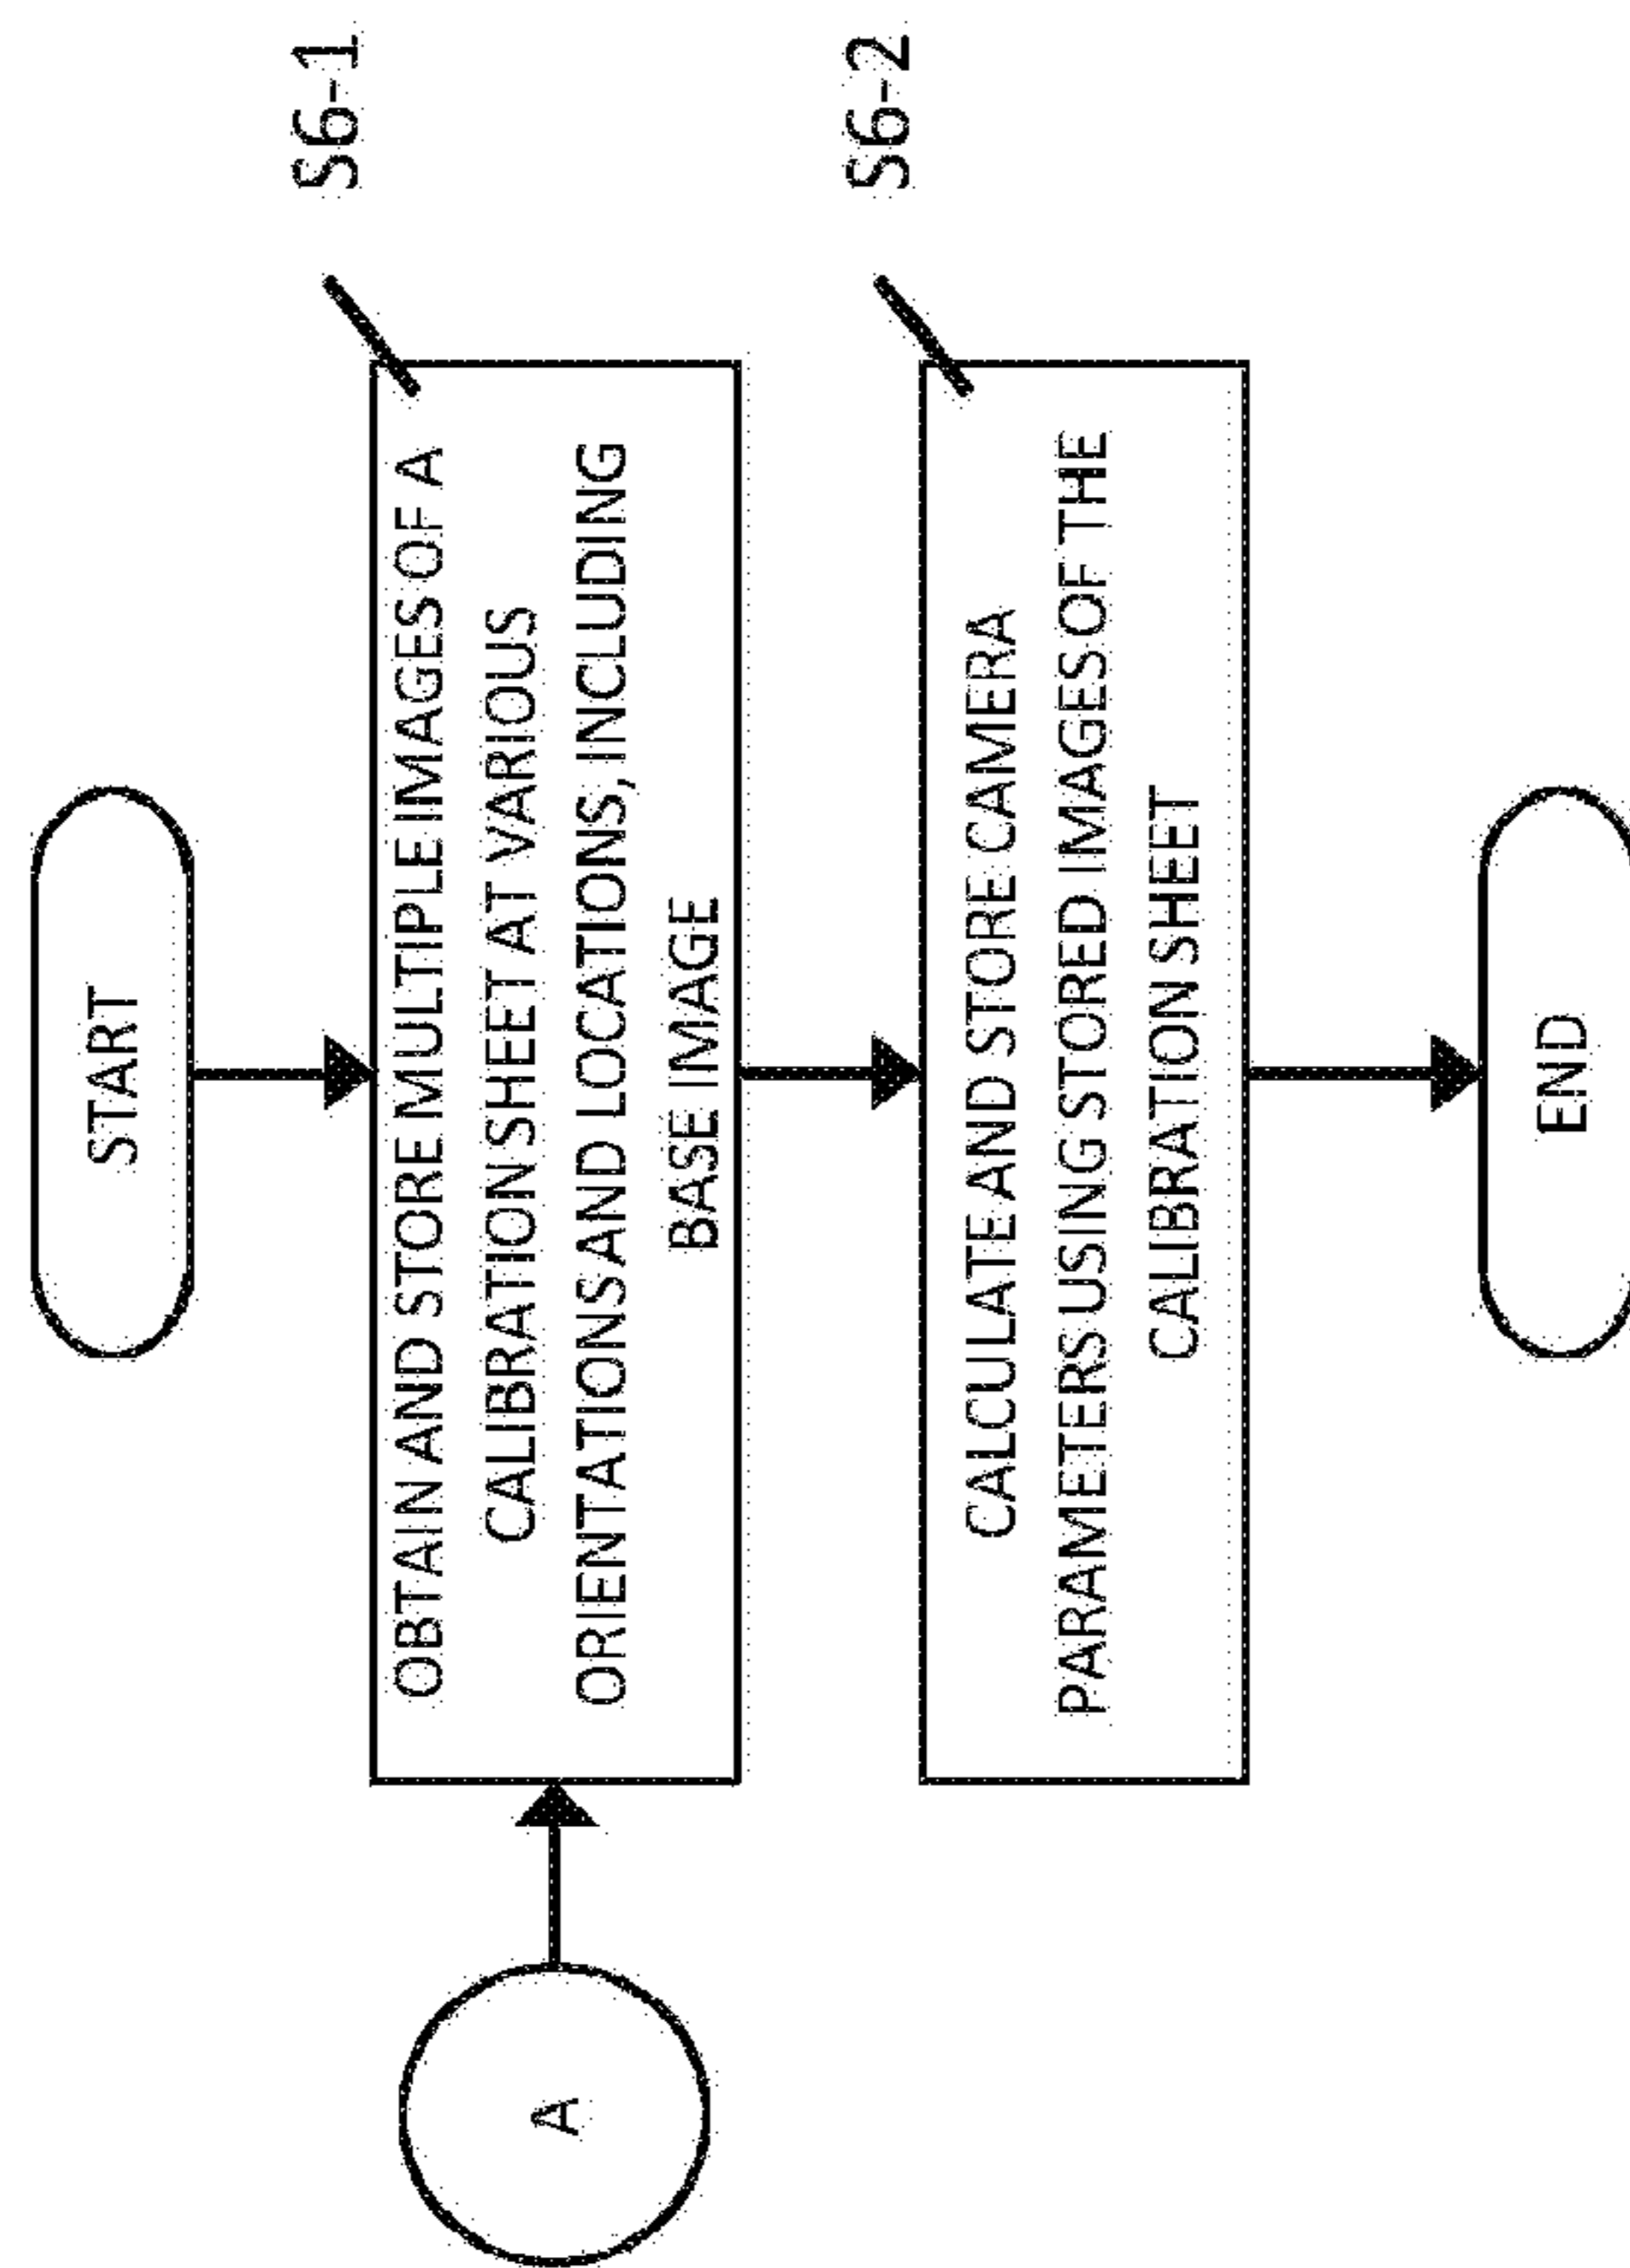 START
S6-1
OBTAIN AND STORE MULTIPLE IMAGES OF A
CALIBRATION SHEET AT VARIOUS
ORIENTATIONS AND LOCATIONS, INCLUDING
BASE IMAGE
A
S6-2
CALCULATE AND STORE CAMERA
PARAMETERS USING STORED IMAGES OF THE
CALIBRATION SHEET
END